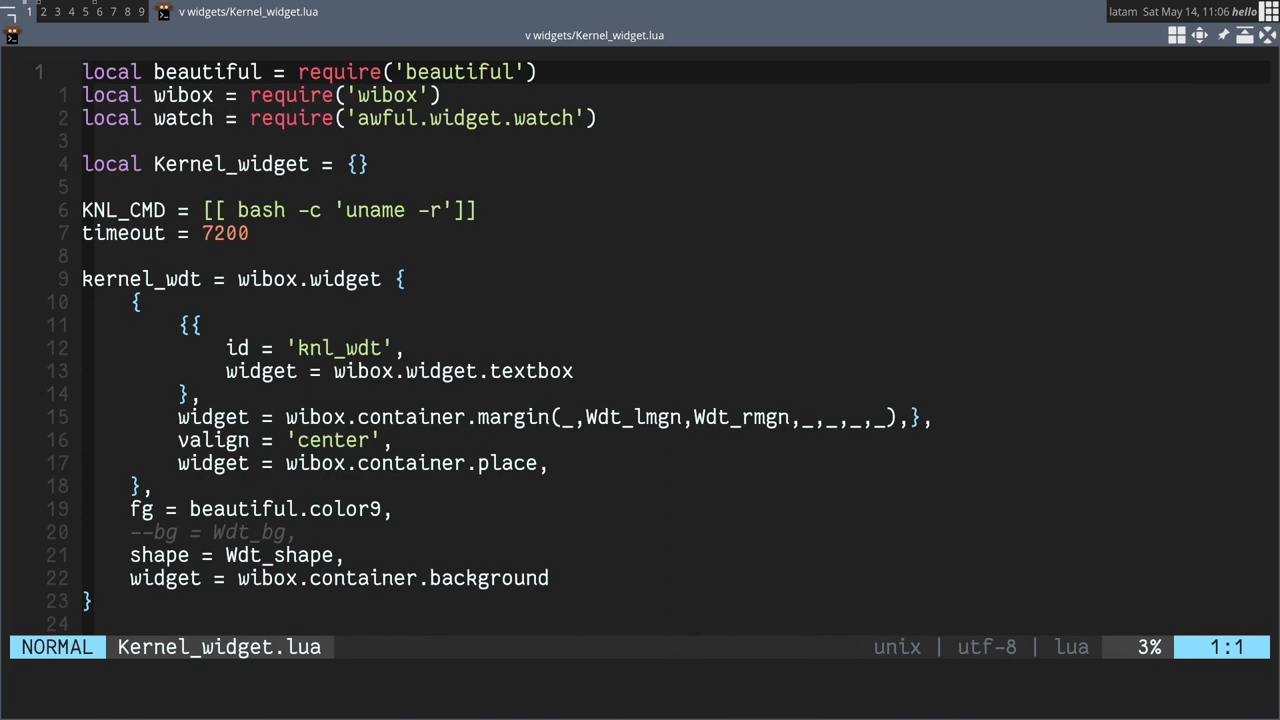 1 2 3 4 5 6 7 8 9 v widgets/Kernel_widget.lua latam Sat May 14, 11:06 hello
v widgets/Kernel_widget.lua
1 local beautiful = require('beautiful')
1 local wibox = require('wibox')
2 local watch = require('awful.widget.watch')
3
4 local Kernel_widget = {}
5
6 KNL_CMD = [[ bash -c 'uname -r']]
7 timeout = 7200
8
9 kernel_wdt = wibox.widget {
10 {
11 {{
12 id = 'knl_wdt',
13 widget = wibox.widget.textbox
14 },
15 widget = wibox.container.margin(_,Wdt_lmgn,Wdt_rmgn,_,_,_,_),},
16 valign = 'center',
17 widget = wibox.container.place,
18 },
19 fg = beautiful.color9,
20 --bg = Wdt_bg,
21 shape = Wdt_shape,
22 widget = wibox.container.background
23 }
24
NORMAL Kernel_widget.lua unix | utf-8 | lua 3% 1:1